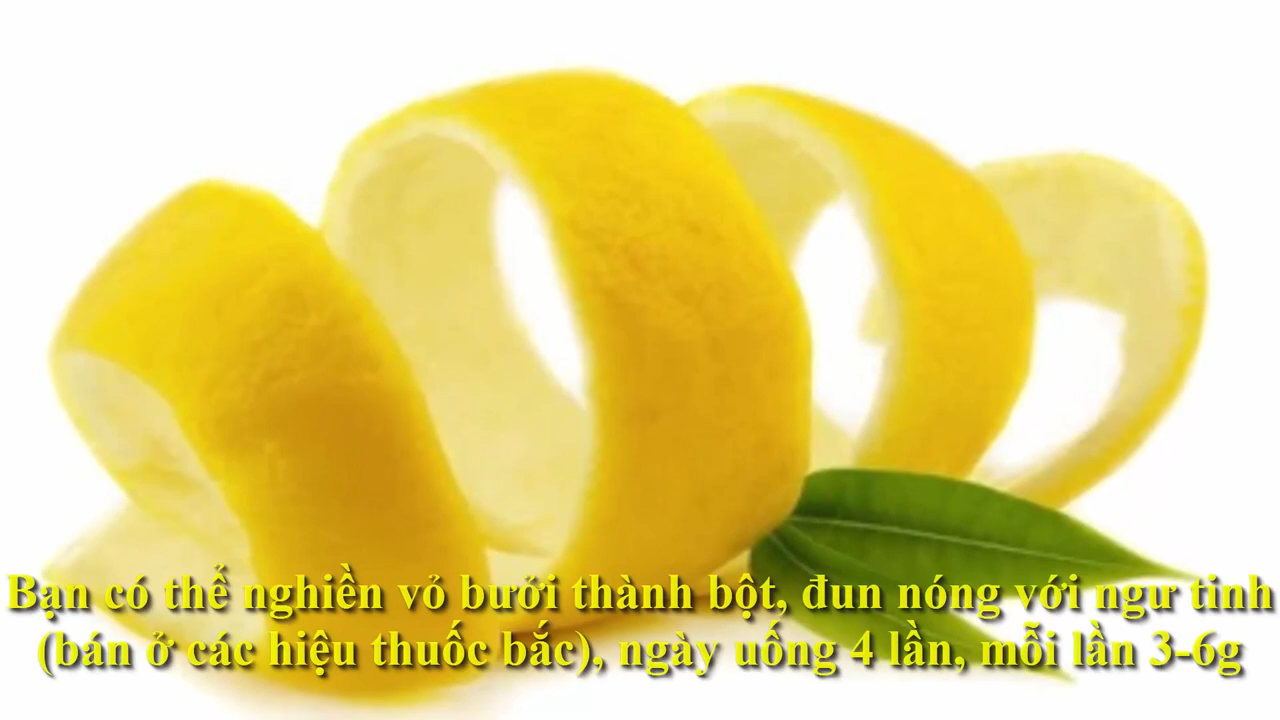 Bạn có thể nghiền vỏ bưởi thành bột, đun nóng với ngư tinh
(bán ở các hiệu thuốc bắc), ngày uống 4 lần, mỗi lần 3-6g